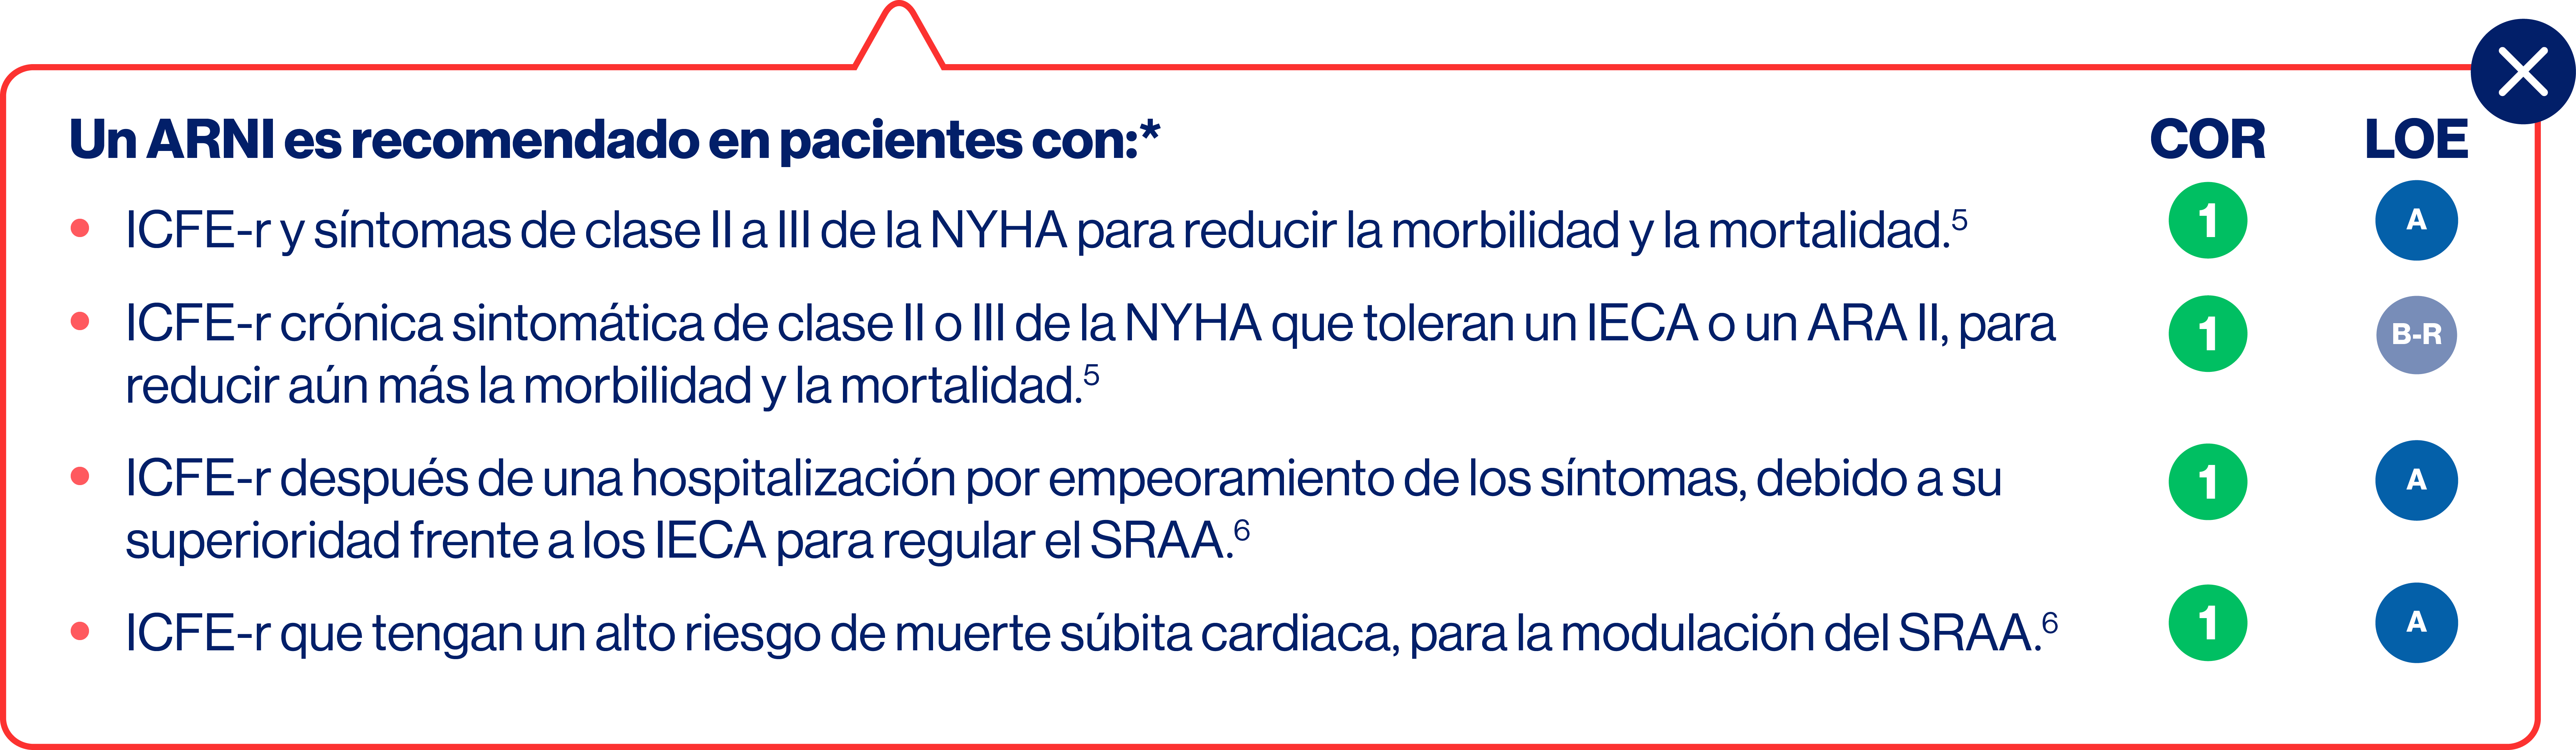 Un ARNI es recomendado en pacientes con:* COR LOE
• ICFE-r y síntomas de clase II a III de la NYHA para reducir la morbilidad y la mortalidad.⁵ 1 A
• ICFE-r crónica sintomática de clase II o III de la NYHA que toleran un IECA o un ARA II, para 1 B-R
reducir aún más la morbilidad y la mortalidad.⁵
• ICFE-r después de una hospitalización por empeoramiento de los síntomas, debido a su 1 A
superioridad frente a los IECA para regular el SRAA.⁶
• ICFE-r que tengan un alto riesgo de muerte súbita cardiaca, para la modulación del SRAA.⁶ 1 A